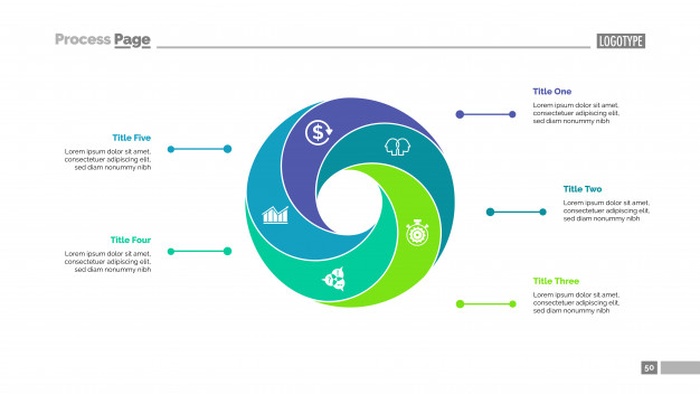 Process Page
LOGOTYPE
Title One
Lorem ipsum dolor sit amet,
consectetuer adipiscing elit,
sed diam nonummy nibh
Title Two
Lorem ipsum dolor sit amet,
consectetuer adipiscing elit,
sed diam nonummy nibh
Title Three
Lorem ipsum dolor sit amet,
consectetuer adipiscing elit,
sed diam nonummy nibh
Title Four
Lorem ipsum dolor sit amet,
consectetuer adipiscing elit,
sed diam nonummy nibh
Title Five
Lorem ipsum dolor sit amet,
consectetuer adipiscing elit,
sed diam nonummy nibh
$
50